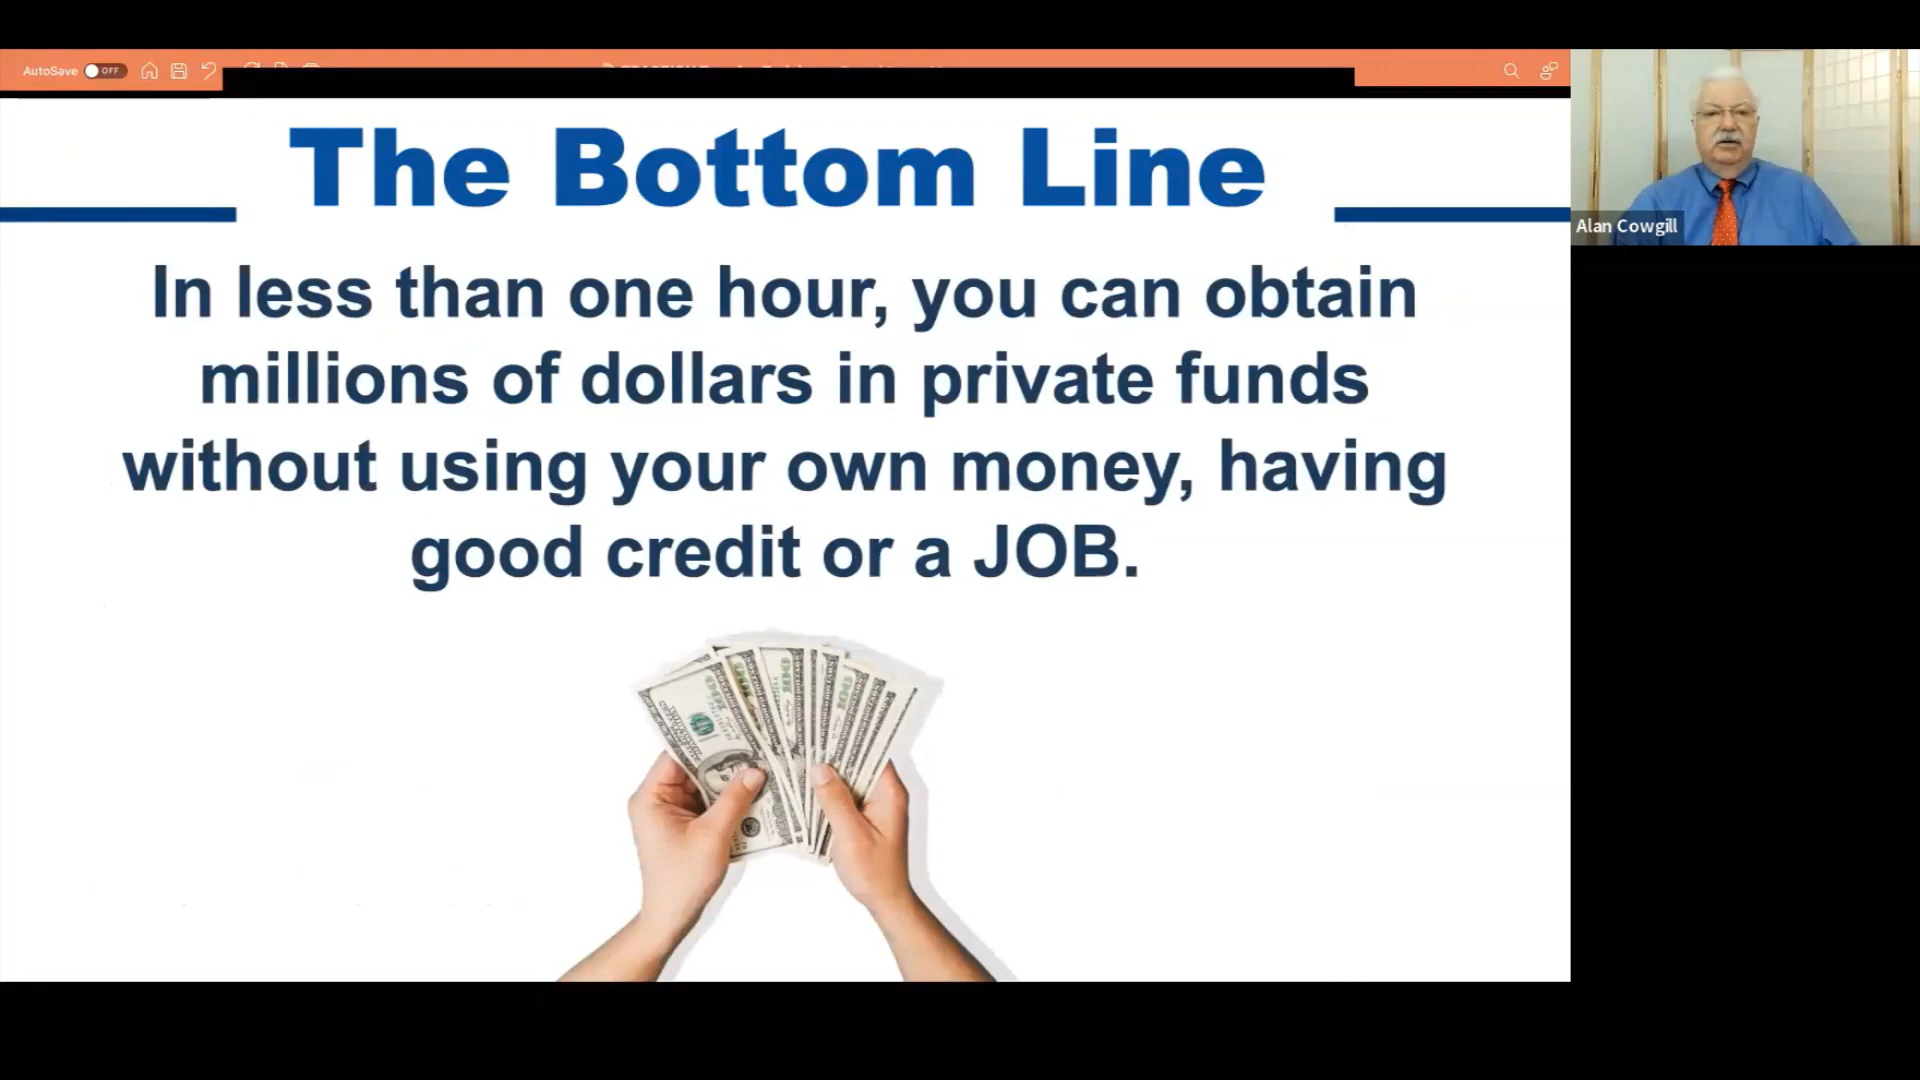 AutoSave OFF
The Bottom Line
In less than one hour, you can obtain
millions of dollars in private funds
without using your own money, having
good credit or a JOB.
Alan Cowgill